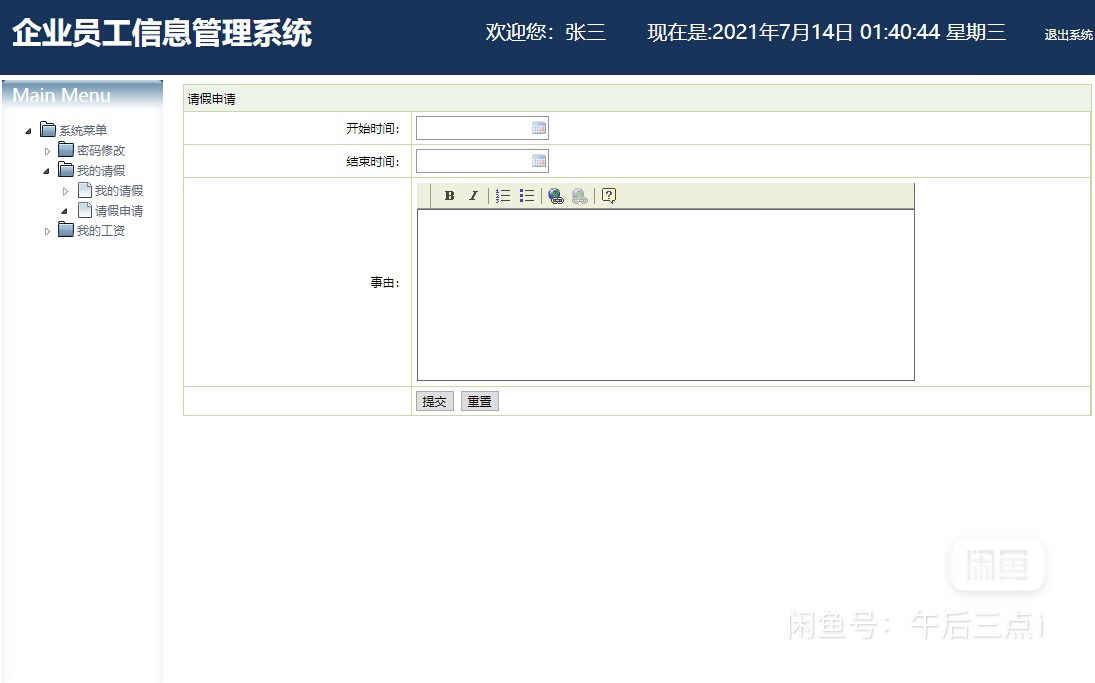 企业员工信息管理系统
欢迎您：张三 现在是:2021年7月14日 01:40:44 星期三 退出系统
Main Menu
系统菜单
密码修改
我的请假
我的请假
请假申请
我的工资
请假申请
开始时间：
结束时间：
B I
事由：
提交 重置
闲鱼
闲鱼号：午后三点i